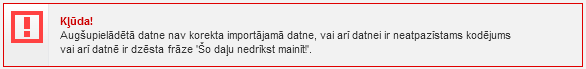 Kļūda!
Augšupielādētā datne nav korekta importājamā datne, vai arī datnei ir neatpazīstams kodējums
vai arī datnē ir dzēsta frāze 'Šo daļu nedrīkst mainīt!'.